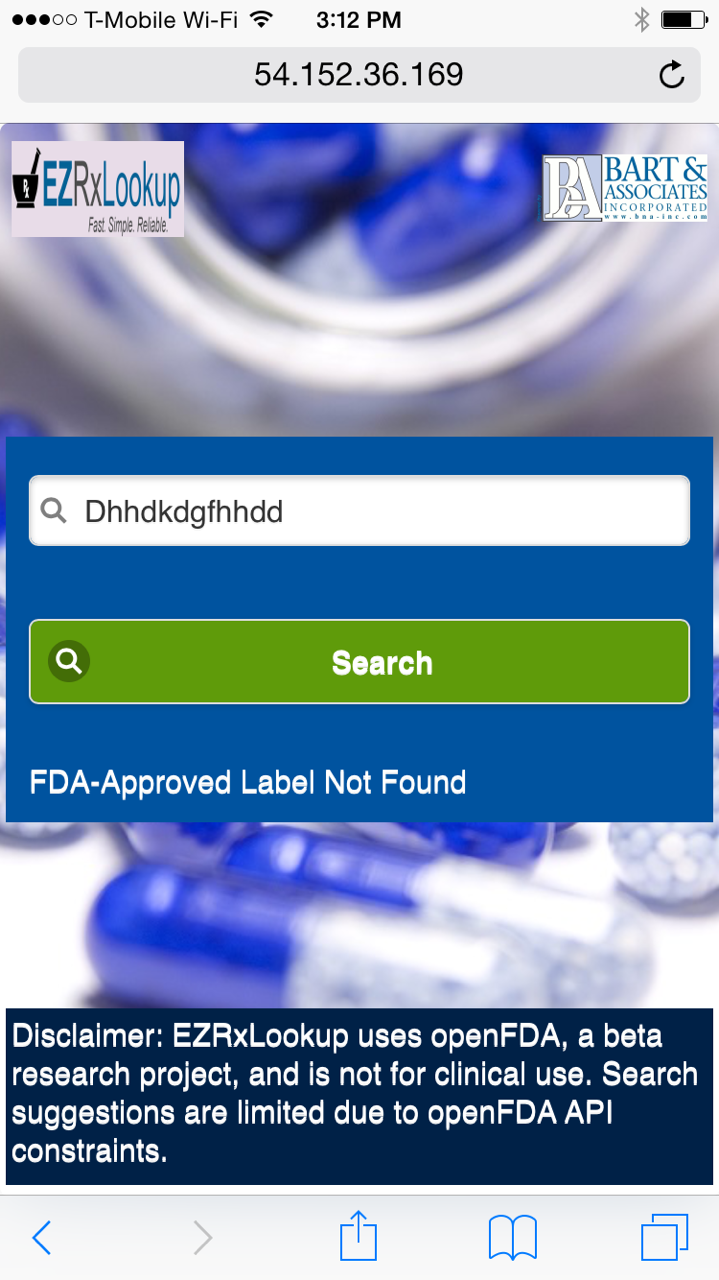 T-Mobile Wi-Fi 3:12 PM
54.152.36.169
EZRxLookup
Fast. Simple. Reliable.
BA BART &
ASSOCIATES
INCORPORATED
www.bna-inc.com
Dhhdkdgfhhdd
Search
FDA-Approved Label Not Found
Disclaimer: EZRxLookup uses openFDA, a beta
research project, and is not for clinical use. Search
suggestions are limited due to openFDA API
constraints.